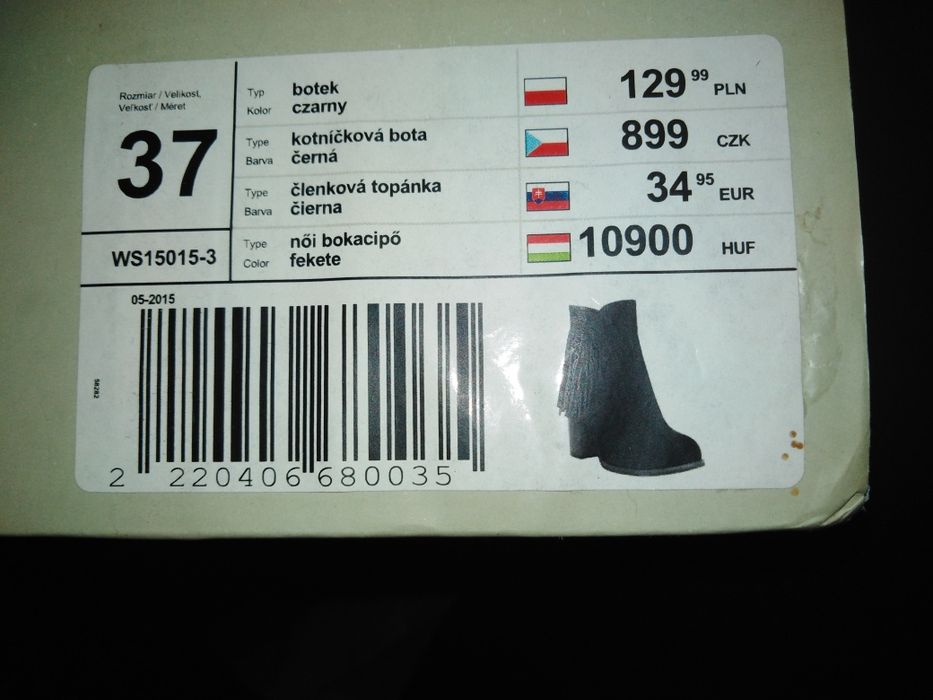 Rozmiar / Velikost,
Veľkosť / Méret
37
WS15015-3
Typ botek
Kolor czarny
129 99 PLN
Type kotníčková bota
Barva černá
899 CZK
Type členková topánka
Barva čierna
34 95 EUR
Type női bokacipő
Color fekete
10900 HUF
05-2015
58282
2 220406 680035